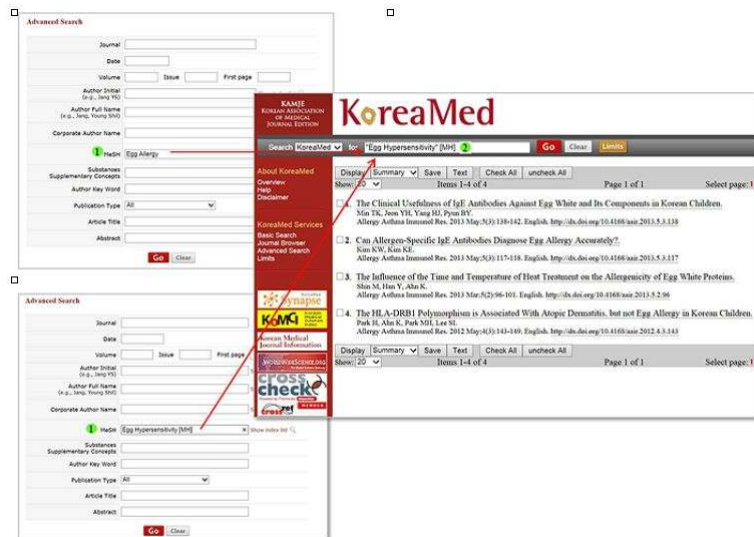 Advanced Search
Journal
Date
Volume Issue First page
Author Initial
(e.g., Jang YS)
Author Full Name
(e.g., Jang, Young Shil)
Corporate Author Name
1 MeSH Egg Allergy
Substances
Supplementary Concepts
Author Key Word
Publication Type All
Article Title
Abstract
Go Clear
KAMJE
KOREAN ASSOCIATION
OF MEDICAL
JOURNAL EDITION
KoreaMed
Search KoreaMed for "Egg Hypersensitivity" [MH] 2 Go Clear Limits
About KoreaMed
Overview
Help
Disclaimer
KoreaMed Services
Basic Search
Journal Browser
Advanced Search
Limits
synapse
KoMCI
Korean Medical
Journal Information
WORLDWIDESCIENCE.ORG
cross
check
MEMBER
crossref
Display Summary Save Text Check All uncheck All
Show: 20 Items 1-4 of 4 Page 1 of 1 Select page: 1
1. The Clinical Usefulness of IgE Antibodies Against Egg White and Its Components in Korean Children.
Min TK, Jeon YH, Yang HJ, Pyun BY.
Allergy Asthma Immunol Res. 2013 May;5(3):138-142. English. http://dx.doi.org/10.4168/aair.2013.5.3.138
2. Can Allergen-Specific IgE Antibodies Diagnose Egg Allergy Accurately?.
Kim KW, Kim KE.
Allergy Asthma Immunol Res. 2013 May;5(3):117-118. English. http://dx.doi.org/10.4168/aair.2013.5.3.117
3. The Influence of the Time and Temperature of Heat Treatment on the Allergenicity of Egg White Proteins.
Shin M, Han Y, Ahn K.
Allergy Asthma Immunol Res. 2013 Mar;5(2):96-101. English. http://dx.doi.org/10.4168/aair.2013.5.2.96
4. The HLA-DRB1 Polymorphism is Associated With Atopic Dermatitis, but not Egg Allergy in Korean Children.
Park H, Ahn K, Park MH, Lee SI.
Allergy Asthma Immunol Res. 2012 May;4(3):143-149. English. http://dx.doi.org/10.4168/aair.2012.4.3.143
Display Summary Save Text Check All uncheck All
Show: 20 Items 1-4 of 4 Page 1 of 1 Select page: 1
Advanced Search
Journal
Date
Volume Issue First page
Author Initial
(e.g., Jang YS)
Author Full Name
(e.g., Jang, Young Shil)
Corporate Author Name
1 MeSH Egg Hypersensitivity [MH] × Show Index list
Substances
Supplementary Concepts
Author Key Word
Publication Type All
Article Title
Abstract
Go Clear